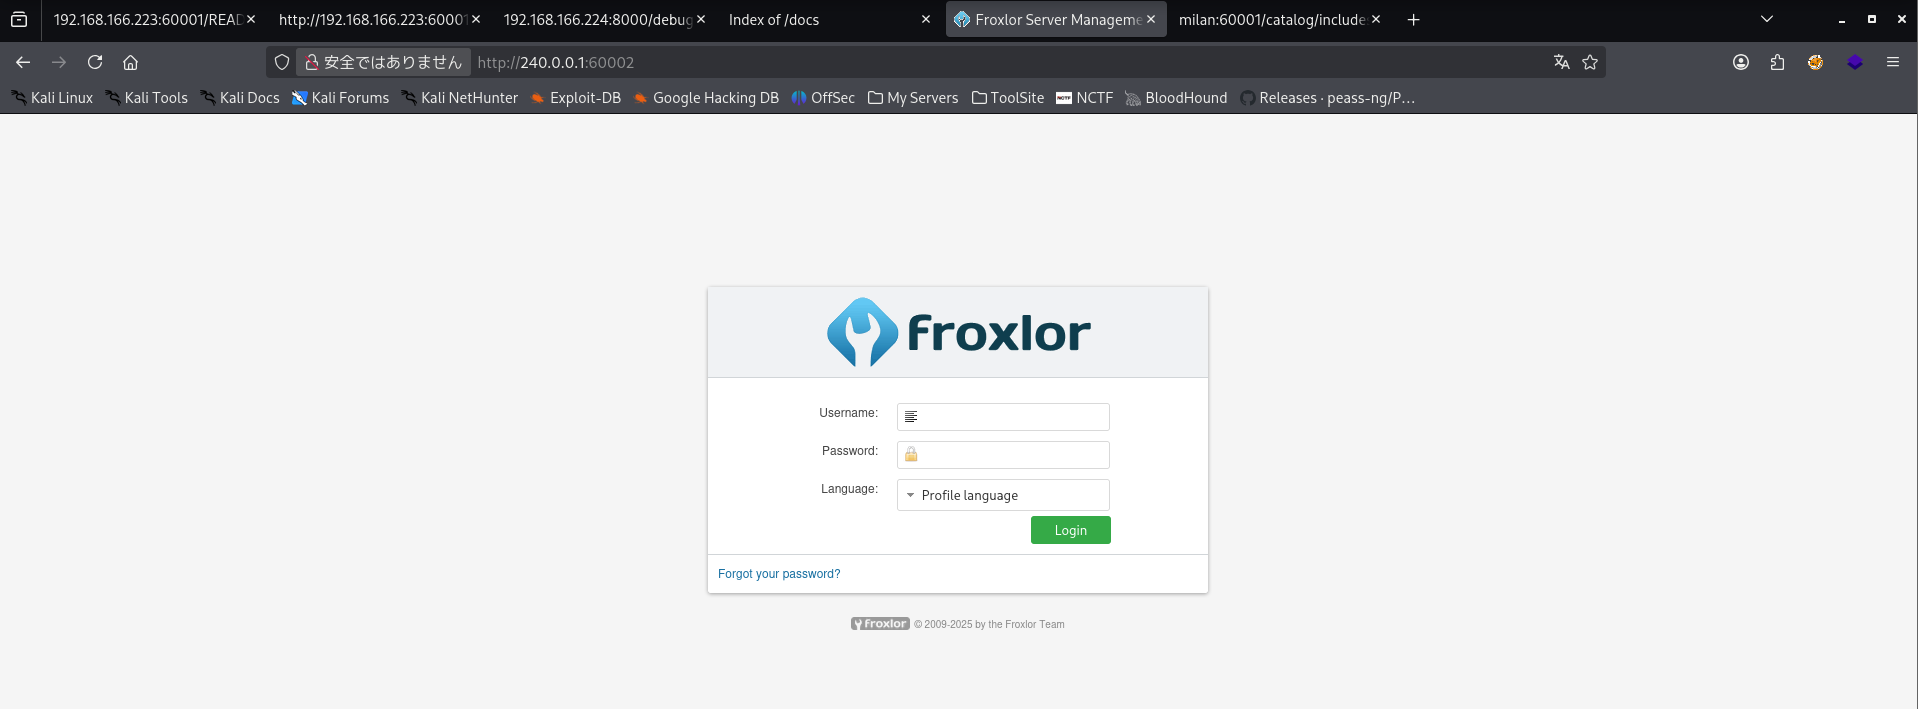 192.168.166.223:60001/READ
http://192.168.166.223:60001
192.168.166.224:8000/debug
Index of /docs
Froxlor Server Manageme
milan:60001/catalog/include
安全ではありません
http://240.0.0.1:60002
Kali Linux
Kali Tools
Kali Docs
Kali Forums
Kali NetHunter
Exploit-DB
Google Hacking DB
OffSec
My Servers
ToolSite
NCTF NCTF
BloodHound
Releases · peass-ng/P...
froxlor
Username:
Password:
Language:
Profile language
Login
Forgot your password?
froxlor © 2009-2025 by the Froxlor Team